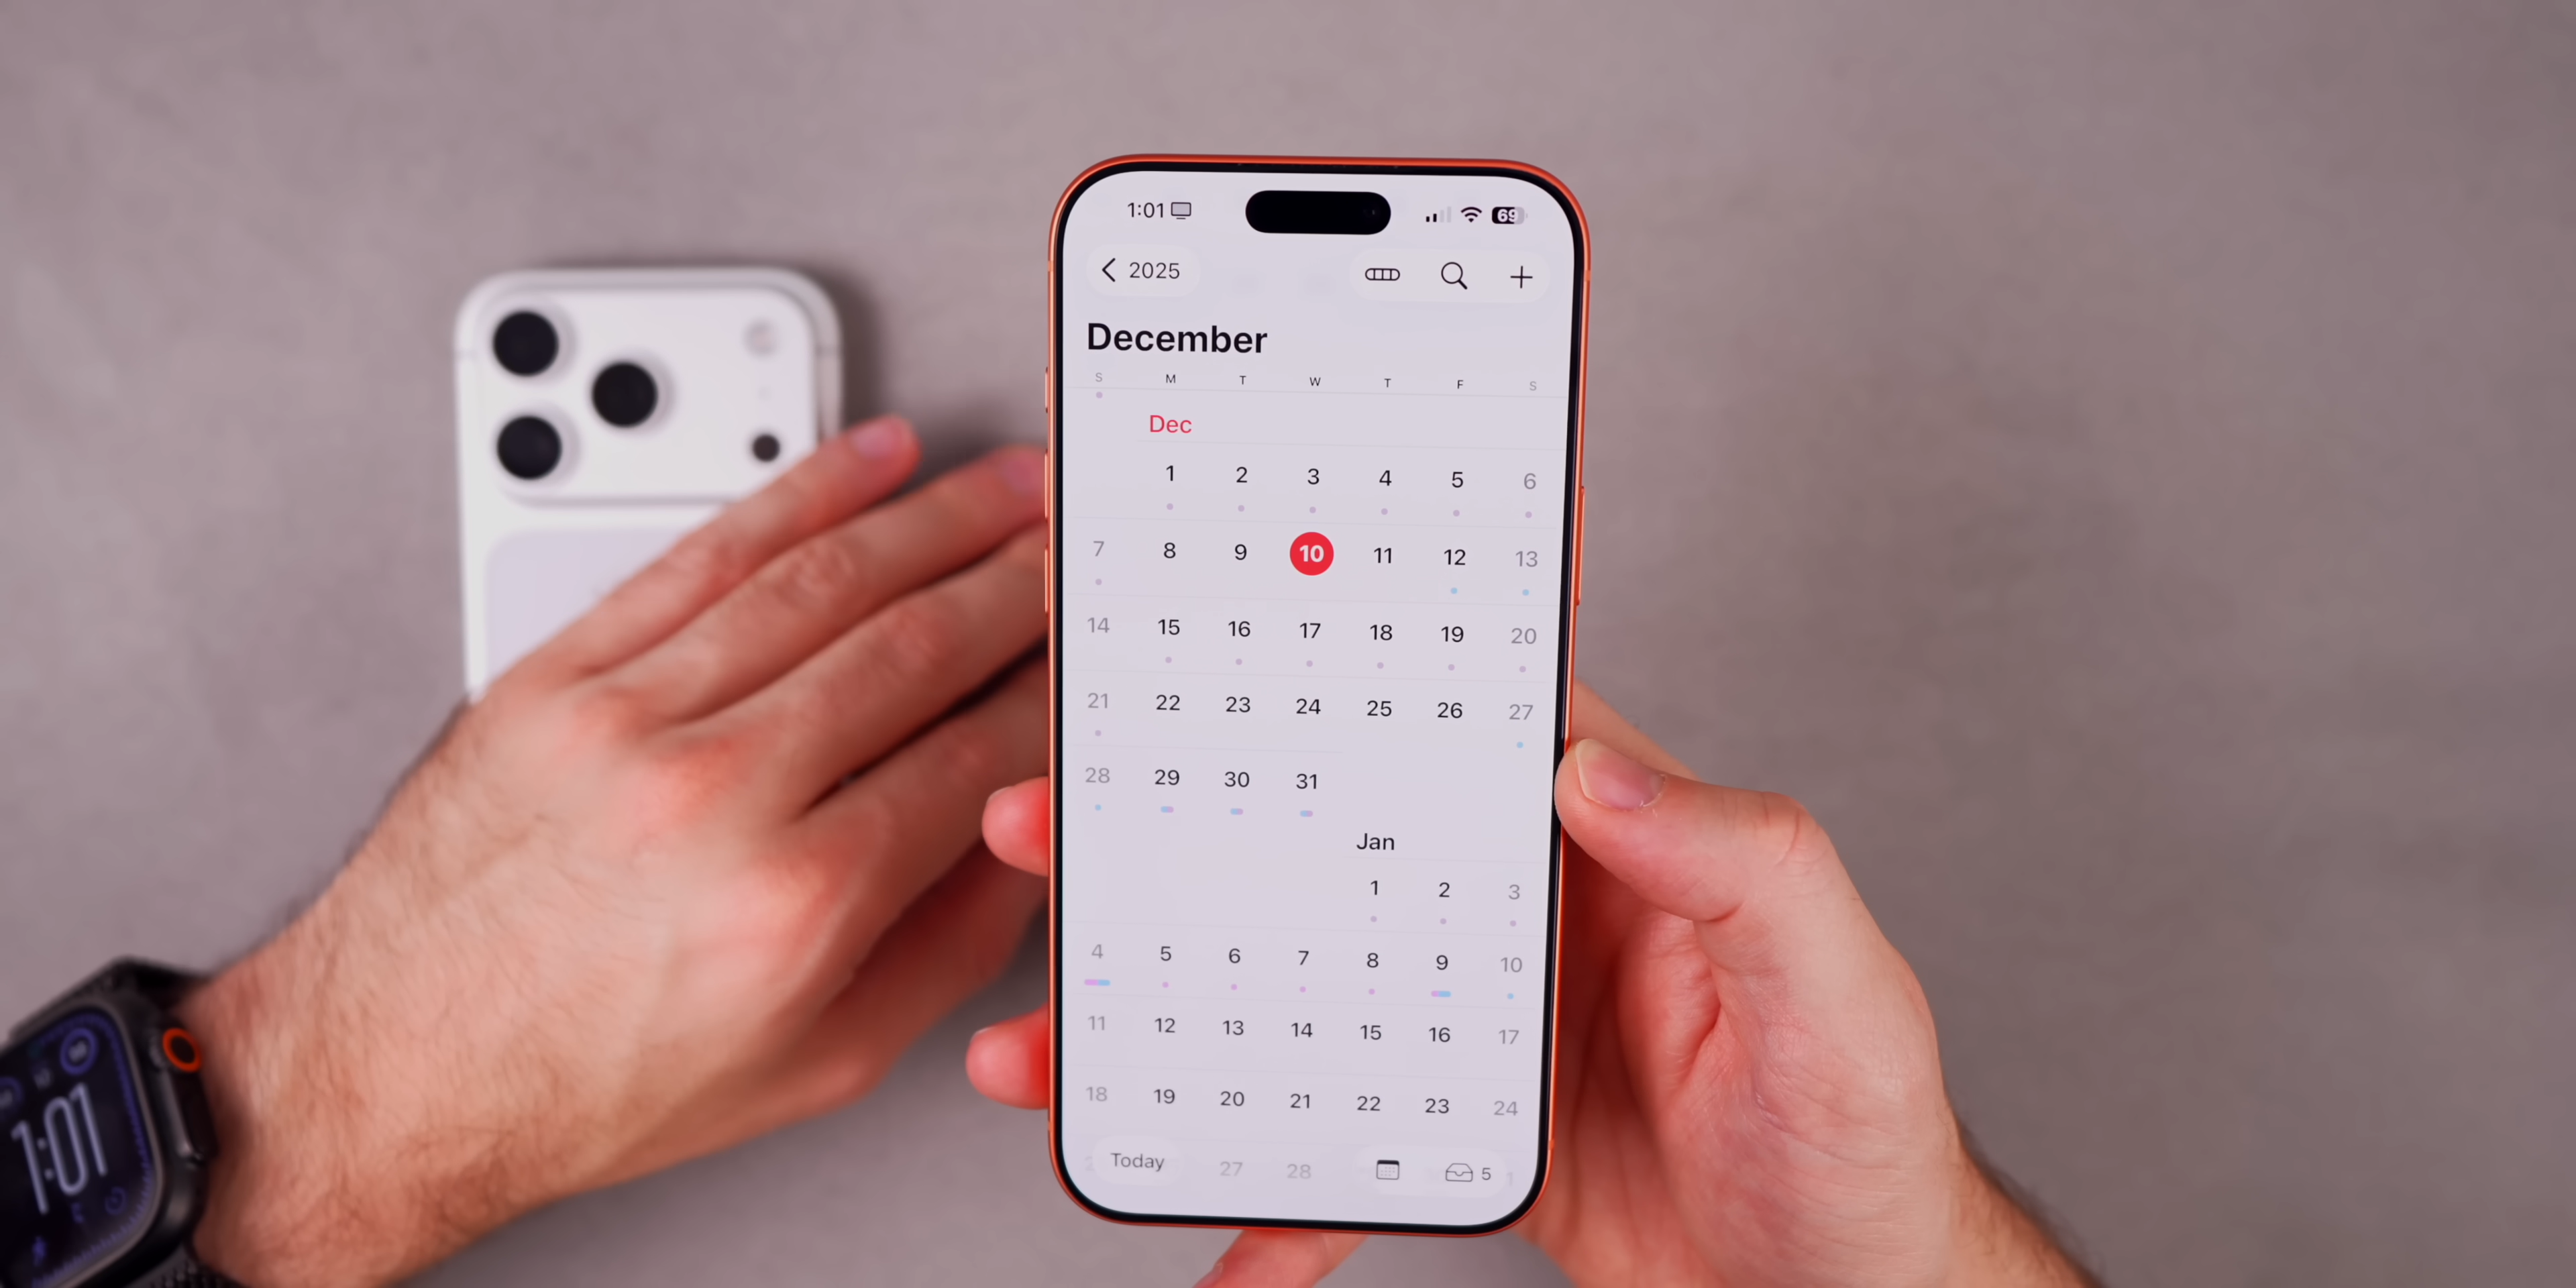 1:01 69
2025
December
S M T W T F S
Dec
1 2 3 4 5 6
7 8 9 10 11 12 13
14 15 16 17 18 19 20
21 22 23 24 25 26 27
28 29 30 31
Jan
1 2 3
4 5 6 7 8 9 10
11 12 13 14 15 16 17
18 19 20 21 22 23 24
Today 27 28 5
1:01